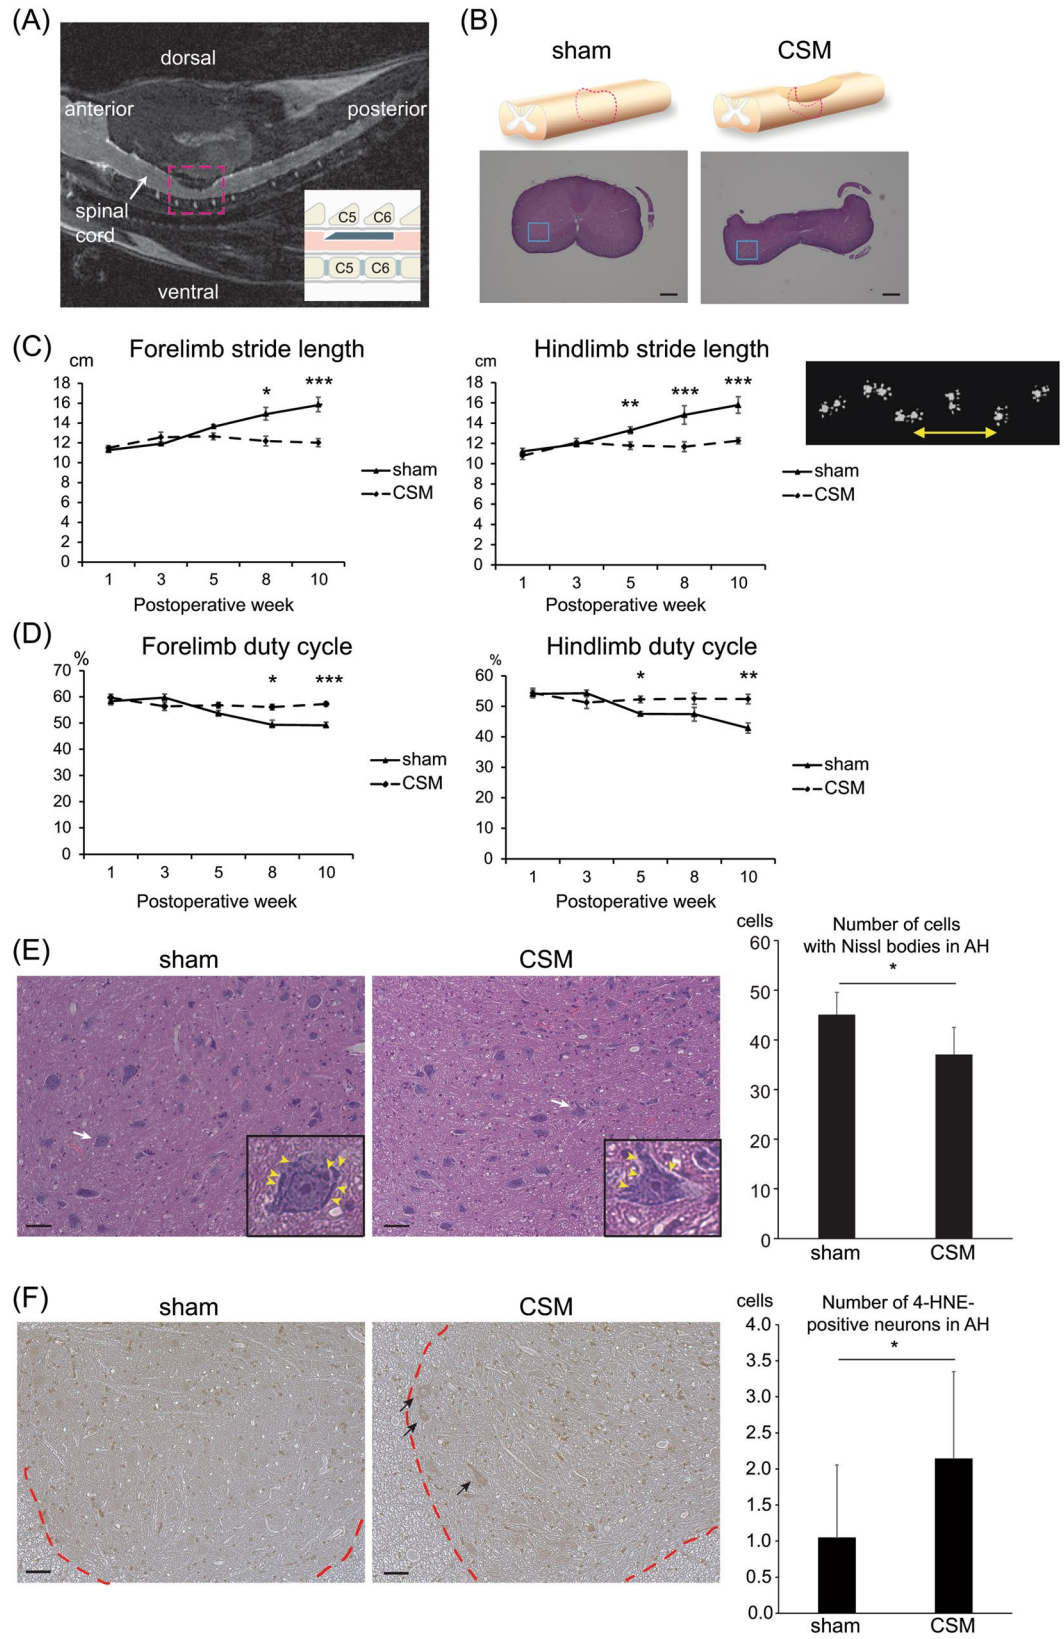 (A)
dorsal
anterior
posterior
spinal
cord
C5 C6
C5 C6
ventral
(B)
sham
CSM
(C)
Forelimb stride length
cm
18
16
14
12
10
8
6
4
2
0
* ***
sham
CSM
1 3 5 8 10
Postoperative week
Hindlimb stride length
cm
18
16
14
12
10
8
6
4
2
0
** *** ***
sham
CSM
1 3 5 8 10
Postoperative week
(D)
Forelimb duty cycle
%
70
60
50
40
30
20
10
0
* ***
sham
CSM
1 3 5 8 10
Postoperative week
Hindlimb duty cycle
%
60
50
40
30
20
10
0
* **
sham
CSM
1 3 5 8 10
Postoperative week
(E)
sham
CSM
cells
Number of cells
with Nissl bodies in AH
*
60
50
40
30
20
10
0
sham CSM
(F)
sham
CSM
cells
Number of 4-HNE-
positive neurons in AH
*
4.0
3.5
3.0
2.5
2.0
1.5
1.0
0.5
0.0
sham CSM